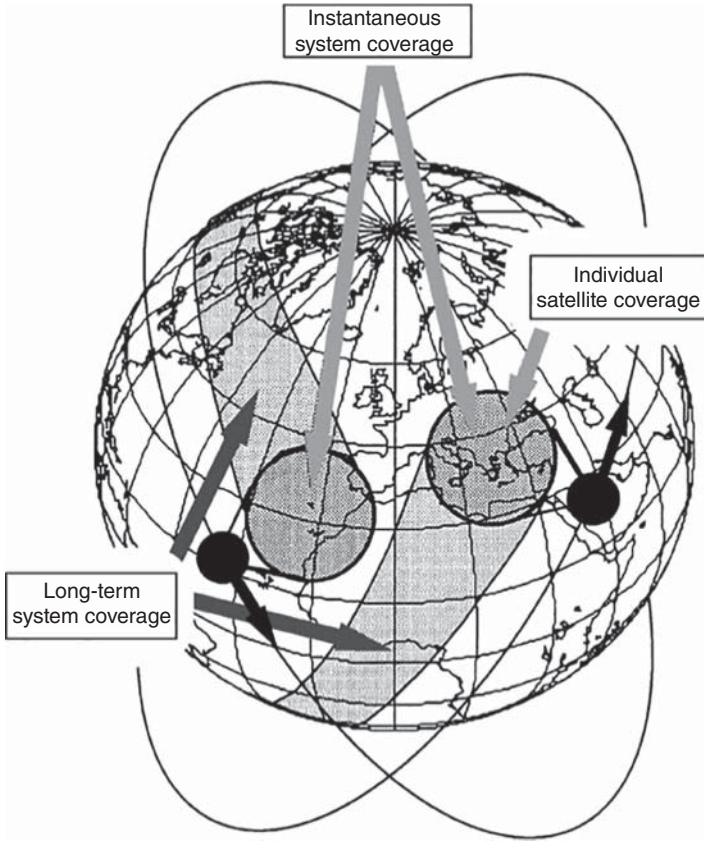 Instantaneous
system coverage
Individual
satellite coverage
Long-term
system coverage